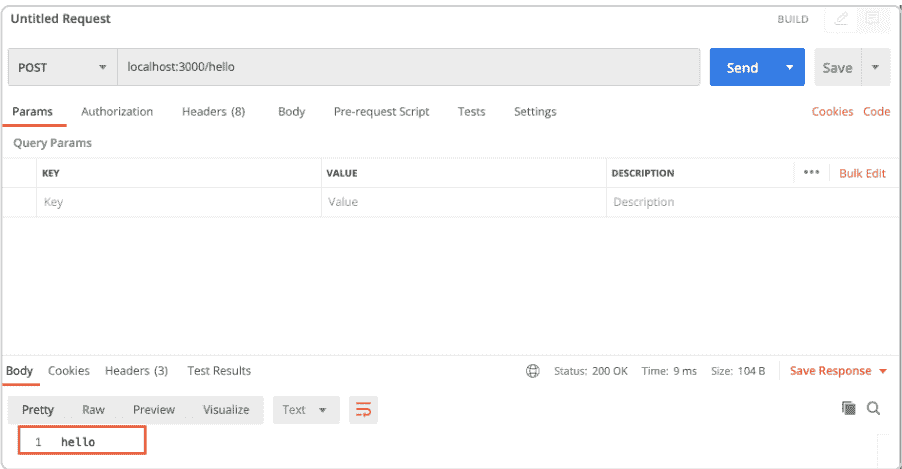 Untitled Request BUILD
POST localhost:3000/hello Send Save
Params Authorization Headers (8) Body Pre-request Script Tests Settings Cookies Code
Query Params
KEY VALUE DESCRIPTION ••• Bulk Edit
Key Value Description
Body Cookies Headers (3) Test Results Status: 200 OK Time: 9 ms Size: 104 B Save Response
Pretty Raw Preview Visualize Text
1 hello